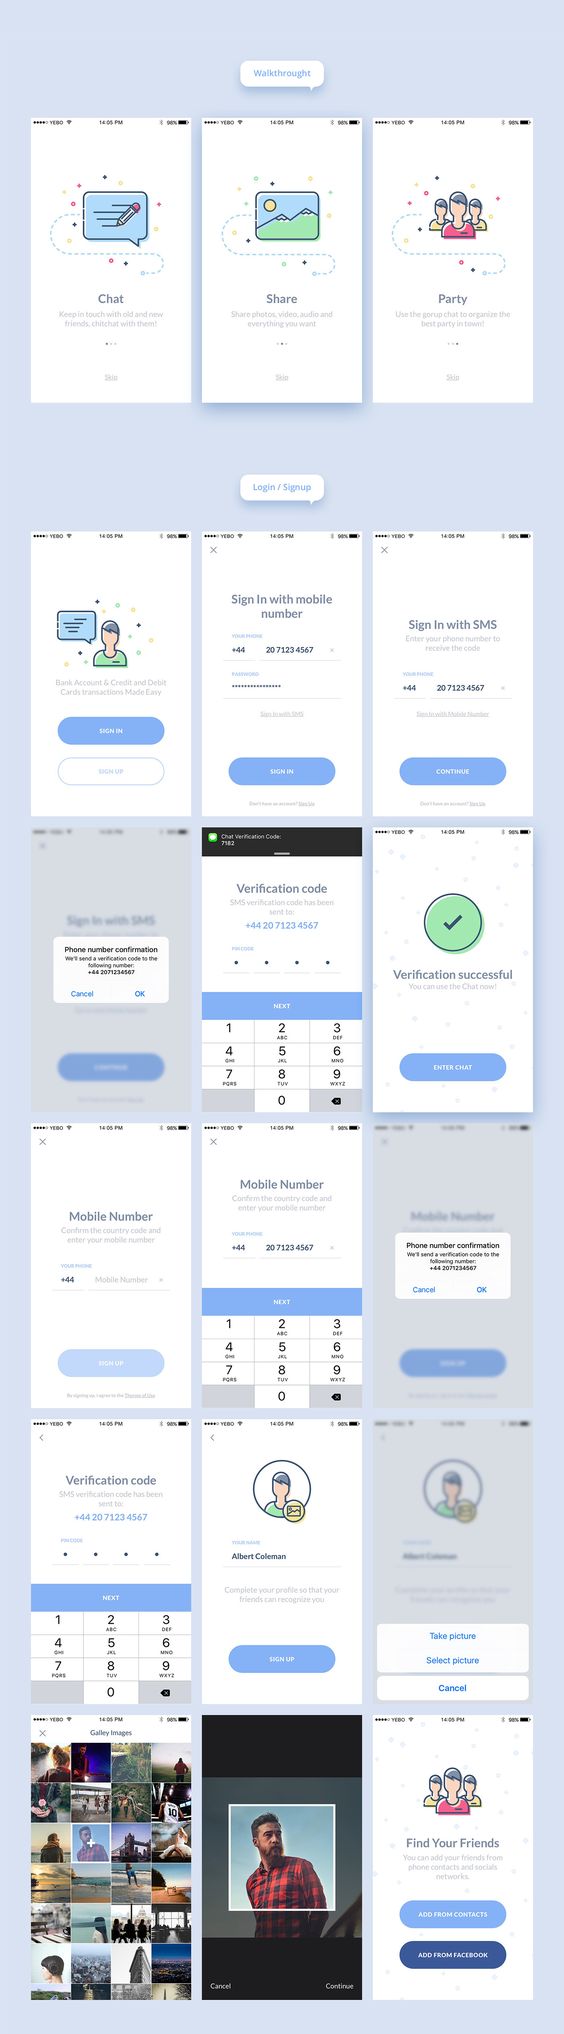 Walkthrought
●●●●○ YEBO 14:05 PM 98%
Chat
Keep in touch with old and new
friends, chitchat with them!
Skip
●●●●○ YEBO 14:05 PM 98%
Share
Share photos, video, audio and
everything you want
Skip
●●●●○ YEBO 14:05 PM 98%
Party
Use the gorup chat to organize the
best party in town!
Skip
Login / Signup
●●●●○ YEBO 14:05 PM 98%
Bank Account & Credit and Debit
Cards transactions Made Easy
SIGN IN
SIGN UP
●●●●○ YEBO 14:05 PM 98%
Sign In with mobile
number
YOUR PHONE
+44 20 7123 4567 ×
PASSWORD
****************
Sign In with SMS
SIGN IN
Don't have an account? Sign Up
●●●●○ YEBO 14:05 PM 98%
Sign In with SMS
Enter your phone number to
receive the code
YOUR PHONE
+44 20 7123 4567 ×
Sign In with Mobile Number
CONTINUE
Don't have an account? Sign Up
Sign In with SMS
Phone number confirmation
We'll send a verification code to the
following number:
+44 2071234567
Cancel OK
CONTINUE
Chat Verification Code:
7182
Verification code
SMS verification code has been
sent to:
+44 20 7123 4567
PIN CODE
NEXT
1 2 3
ABC DEF
4 5 6
GHI JKL MNO
7 8 9
PQRS TUV WXYZ
0
●●●●○ YEBO 14:05 PM 98%
Verification successful
You can use the Chat now!
ENTER CHAT
●●●●○ YEBO 14:05 PM 98%
Mobile Number
Confirm the country code and
enter your mobile number
YOUR PHONE
+44 Mobile Number ×
SIGN UP
By signing up, I agree to the Themes of Use
●●●●○ YEBO 14:05 PM 98%
Mobile Number
Confirm the country code and
enter your mobile number
YOUR PHONE
+44 20 7123 4567 ×
NEXT
1 2 3
ABC DEF
4 5 6
GHI JKL MNO
7 8 9
PQRS TUV WXYZ
0
Mobile Number
Phone number confirmation
We'll send a verification code to the
following number:
+44 2071234567
Cancel OK
SIGN UP
●●●●○ YEBO 14:05 PM 98%
Verification code
SMS verification code has been
sent to:
+44 20 7123 4567
PIN CODE
NEXT
1 2 3
ABC DEF
4 5 6
GHI JKL MNO
7 8 9
PQRS TUV WXYZ
0
●●●●○ YEBO 14:05 PM 98%
YOUR NAME
Albert Coleman
Complete your profile so that your
friends can recognize you
SIGN UP
Albert Coleman
Take picture
Select picture
Cancel
●●●●○ YEBO 14:05 PM 98%
Galley Images
10
Cancel Continue
●●●●○ YEBO 14:05 PM 98%
Find Your Friends
You can add your friends from
phone contacts and socials
networks.
ADD FROM CONTACTS
ADD FROM FACEBOOK